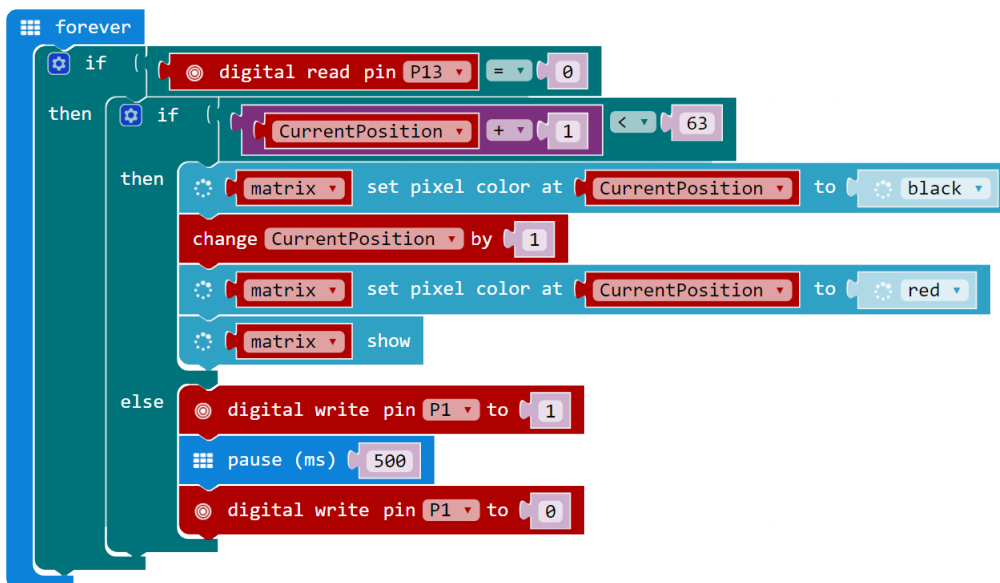 forever
if digital read pin P13 = 0
then if CurrentPosition + 1 < 63
then matrix set pixel color at CurrentPosition to black
change CurrentPosition by 1
matrix set pixel color at CurrentPosition to red
matrix show
else digital write pin P1 to 1
pause (ms) 500
digital write pin P1 to 0